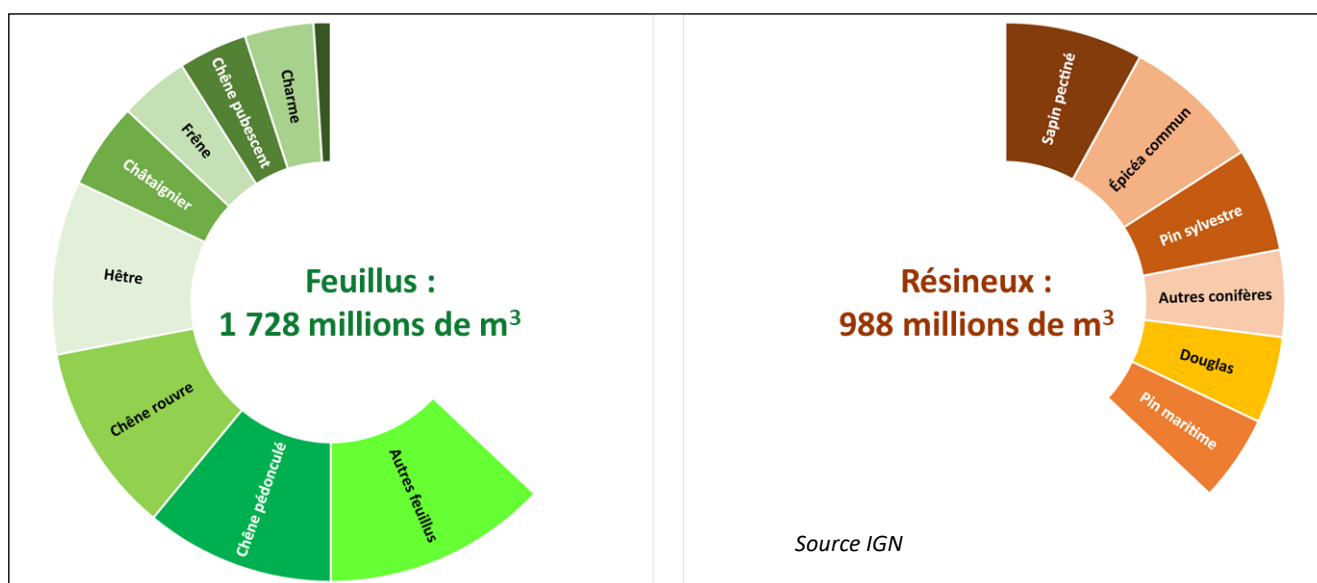 Charme
Chêne pubescent
Frêne
Châtaignier
Hêtre
Chêne rouvre
Chêne pédonculé
Autres feuillus
Feuillus :
1 728 millions de m³
Sapin pectiné
Épicéa commun
Pin sylvestre
Autres conifères
Douglas
Pin maritime
Résineux :
988 millions de m³
Source IGN